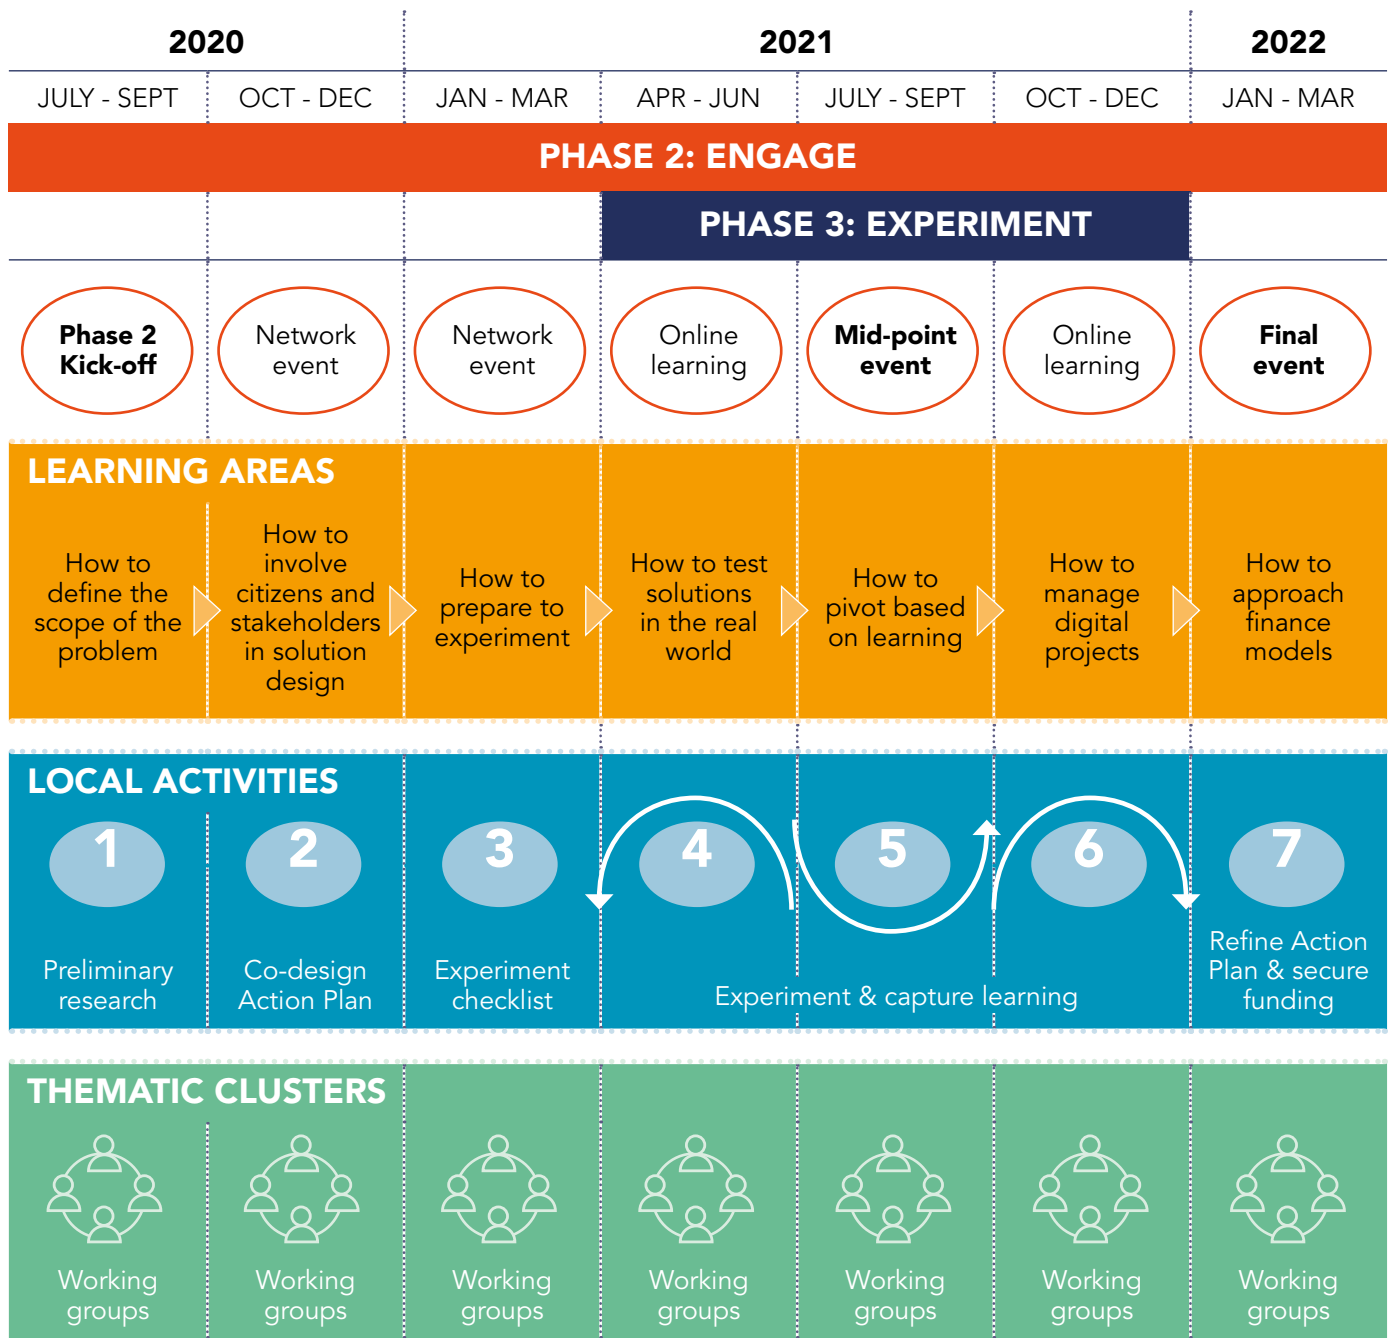 2020
2021
2022
JULY - SEPT
OCT - DEC
JAN - MAR
APR - JUN
JULY - SEPT
OCT - DEC
JAN - MAR
PHASE 2: ENGAGE
PHASE 3: EXPERIMENT
Phase 2
Kick-off
Network
event
Network
event
Online
learning
Mid-point
event
Online
learning
Final
event
LEARNING AREAS
How to
define the
scope of the
problem
How to
involve
citizens and
stakeholders
in solution
design
How to
prepare to
experiment
How to test
solutions
in the real
world
How to
pivot based
on learning
How to
manage
digital
projects
How to
approach
finance
models
LOCAL ACTIVITIES
1
2
3
4
5
6
7
Preliminary
research
Co-design
Action Plan
Experiment
checklist
Experiment & capture learning
Refine Action
Plan & secure
funding
THEMATIC CLUSTERS
Working
groups
Working
groups
Working
groups
Working
groups
Working
groups
Working
groups
Working
groups